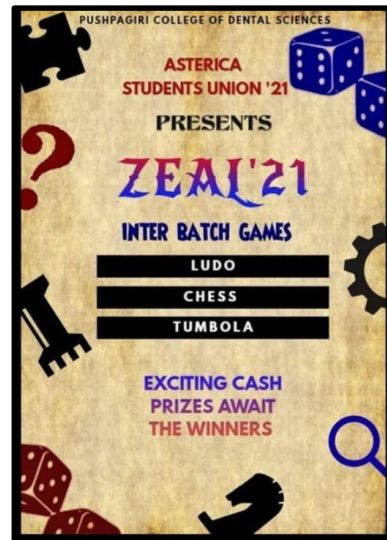 PUSHPAGIRI COLLEGE OF DENTAL SCIENCES
ASTERICA
STUDENTS UNION '21
PRESENTS
ZEAL'21
INTER BATCH GAMES
LUDO
CHESS
TUMBOLA
EXCITING CASH
PRIZES AWAIT
THE WINNERS